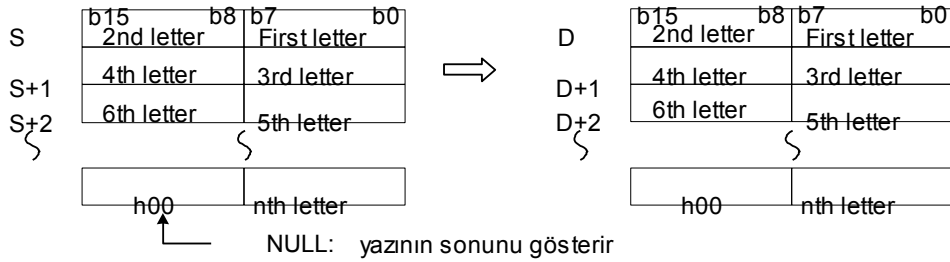 b15 b8 b7 b0 b15 b8 b7 b0
S 2nd letter First letter D 2nd letter First letter
S+1 4th letter 3rd letter D+1 4th letter 3rd letter
S+2 6th letter 5th letter D+2 6th letter 5th letter
h00 nth letter h00 nth letter
NULL: yazının sonunu gösterir